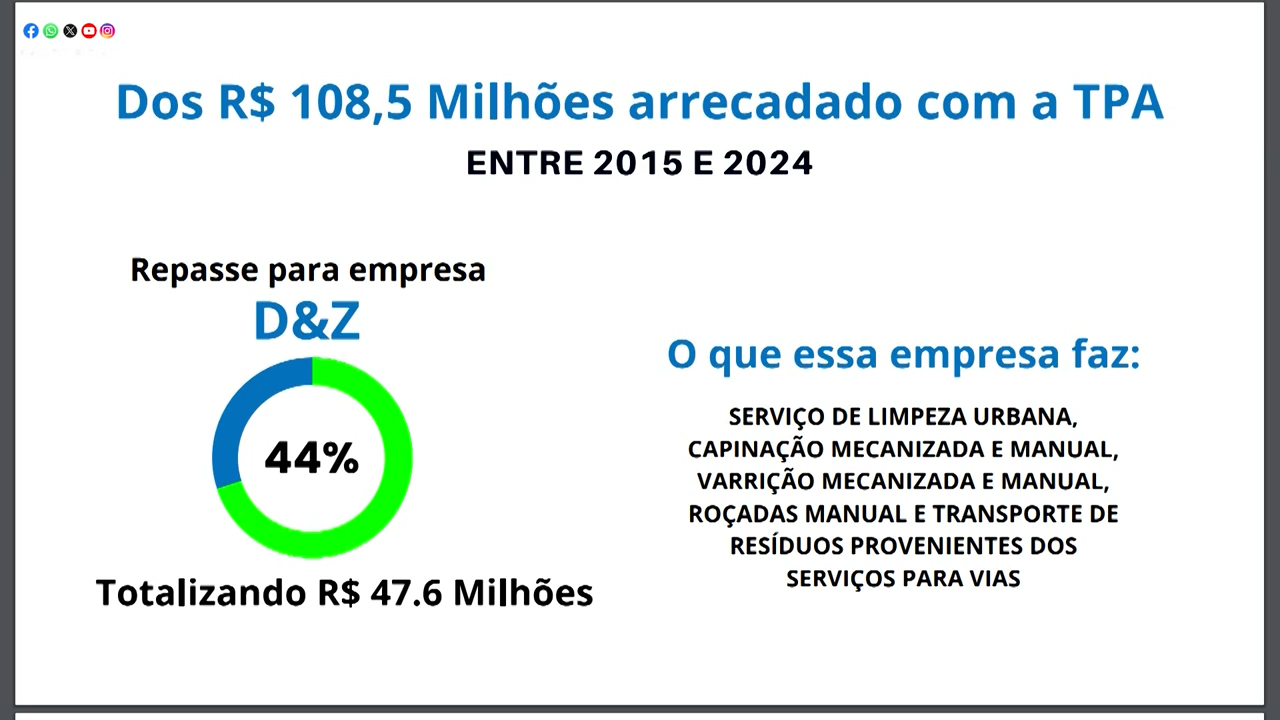 Dos R$ 108,5 Milhões arrecadado com a TPA
ENTRE 2015 E 2024
Repasse para empresa
D&Z
44%
Totalizando R$ 47.6 Milhões
O que essa empresa faz:
SERVIÇO DE LIMPEZA URBANA,
CAPINAÇÃO MECANIZADA E MANUAL,
VARRIÇÃO MECANIZADA E MANUAL,
ROÇADAS MANUAL E TRANSPORTE DE
RESÍDUOS PROVENIENTES DOS
SERVIÇOS PARA VIAS